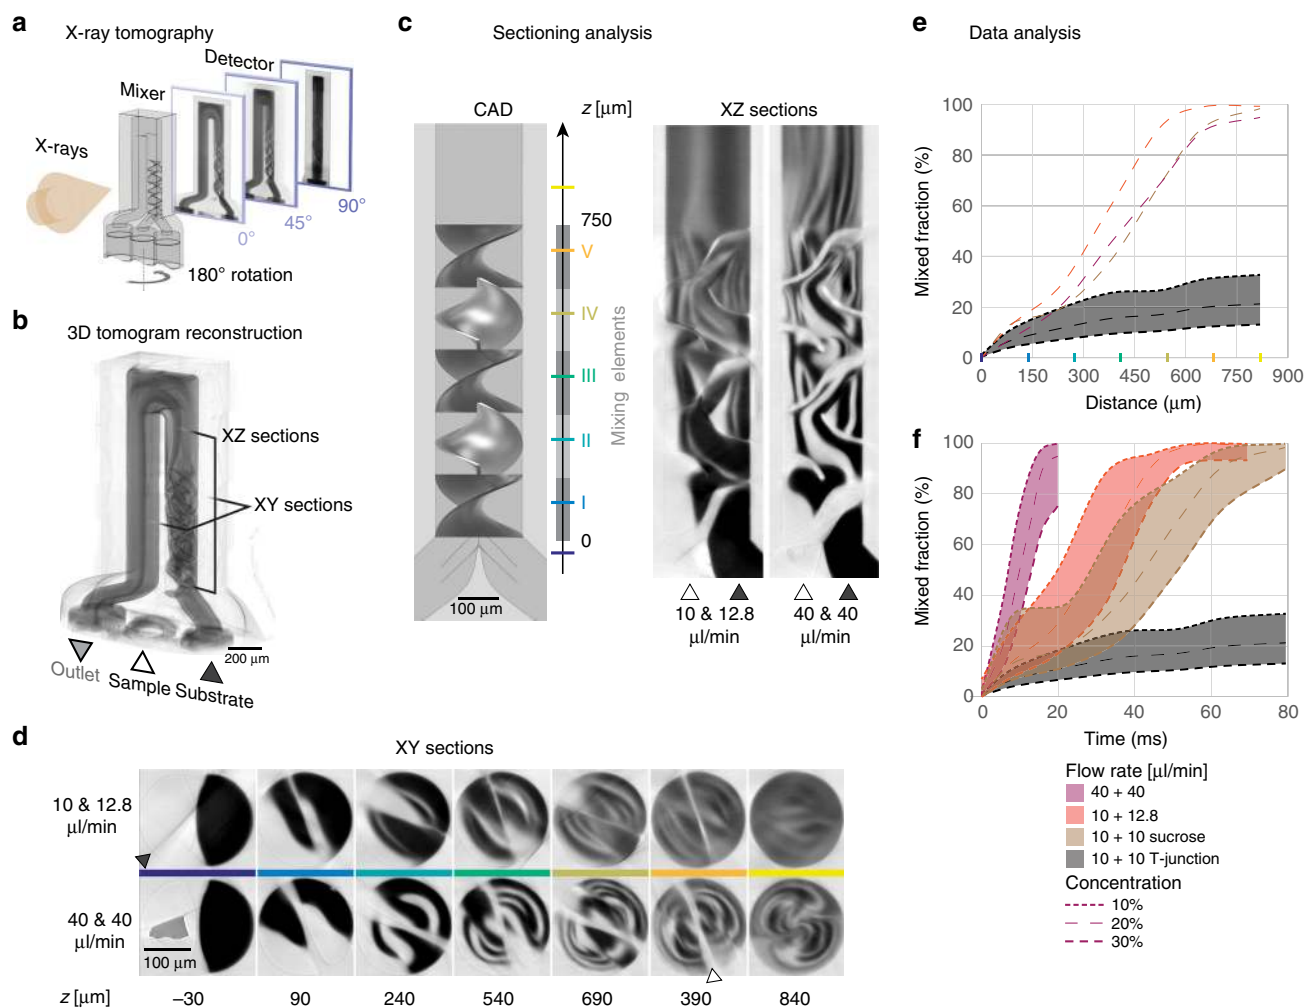 a
X-ray tomography
Detector
Mixer
X-rays
0°
45°
90°
180° rotation
b
3D tomogram reconstruction
XZ sections
XY sections
200 µm
Outlet
Sample
Substrate
c
Sectioning analysis
CAD
z [µm]
XZ sections
750
V
IV
III
II
I
0
Mixing elements
100 µm
10 & 12.8
µl/min
40 & 40
µl/min
d
XY sections
10 & 12.8
µl/min
40 & 40
µl/min
100 µm
z [µm]
–30
90
240
540
690
390
840
e
Data analysis
Mixed fraction (%)
100
80
60
40
20
0
0
150
300
450
600
750
900
Distance (µm)
f
Mixed fraction (%)
100
80
60
40
20
0
0
20
40
60
80
Time (ms)
Flow rate [µl/min]
40 + 40
10 + 12.8
10 + 10 sucrose
10 + 10 T-junction
Concentration
10%
20%
30%